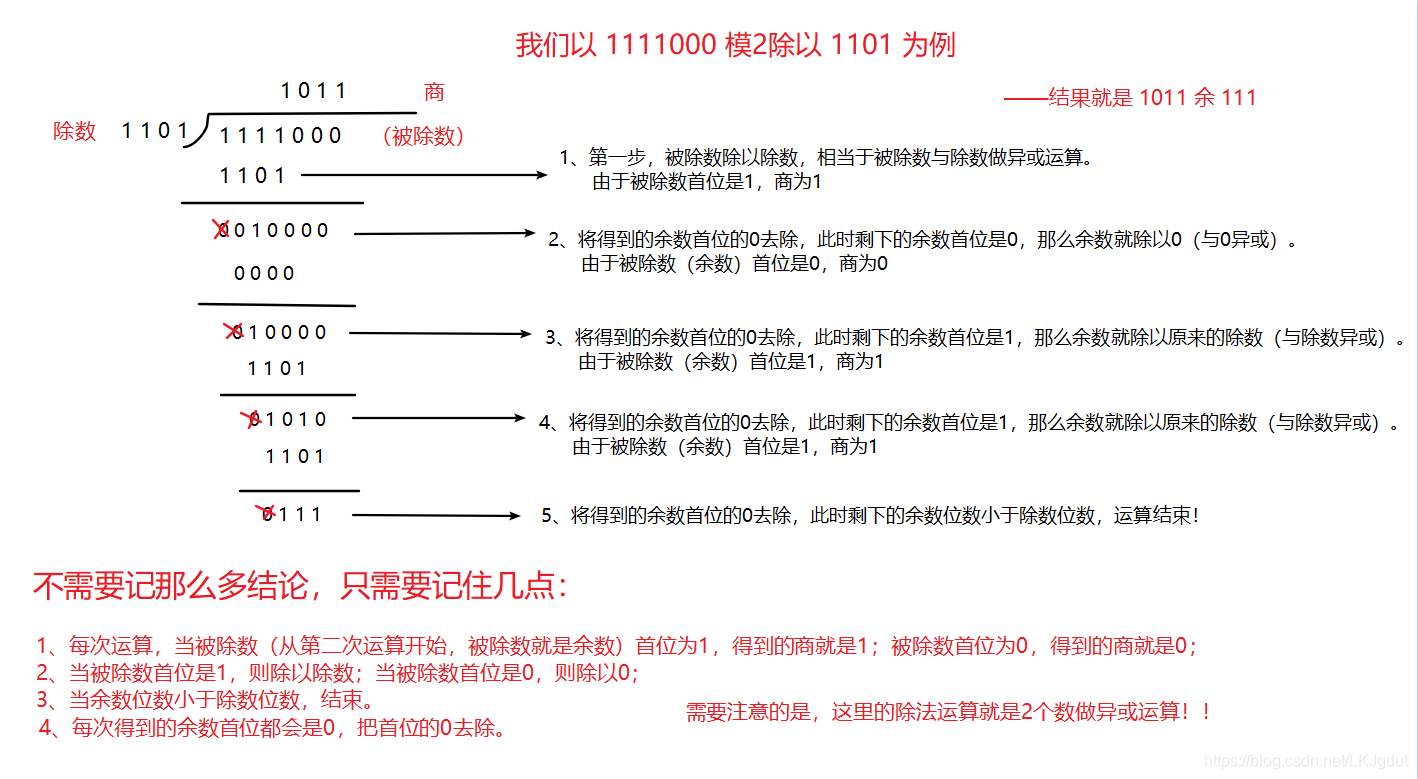 我们以 1111000 模2除以 1101 为例
1011 商
——结果就是 1011 余 111
除数 1101 1111000 （被除数）
1101
1、第一步，被除数除以除数，相当于被除数与除数做异或运算。
由于被除数首位是1，商为1
0010000
2、将得到的余数首位的0去除，此时剩下的余数首位是0，那么余数就除以0（与0异或）。
由于被除数（余数）首位是0，商为0
0000
010000
3、将得到的余数首位的0去除，此时剩下的余数首位是1，那么余数就除以原来的除数（与除数异或）。
由于被除数（余数）首位是1，商为1
1101
01010
4、将得到的余数首位的0去除，此时剩下的余数首位是1，那么余数就除以原来的除数（与除数异或）。
由于被除数（余数）首位是1，商为1
1101
0111
5、将得到的余数首位的0去除，此时剩下的余数位数小于除数位数，运算结束！
不需要记那么多结论，只需要记住几点：
1、每次运算，当被除数（从第二次运算开始，被除数就是余数）首位为1，得到的商就是1；被除数首位为0，得到的商就是0；
2、当被除数首位是1，则除以除数；当被除数首位是0，则除以0；
3、当余数位数小于除数位数，结束。
4、每次得到的余数首位都会是0，把首位的0去除。
需要注意的是，这里的除法运算就是2个数做异或运算！！
https://blog.csdn.net/LKJgdut